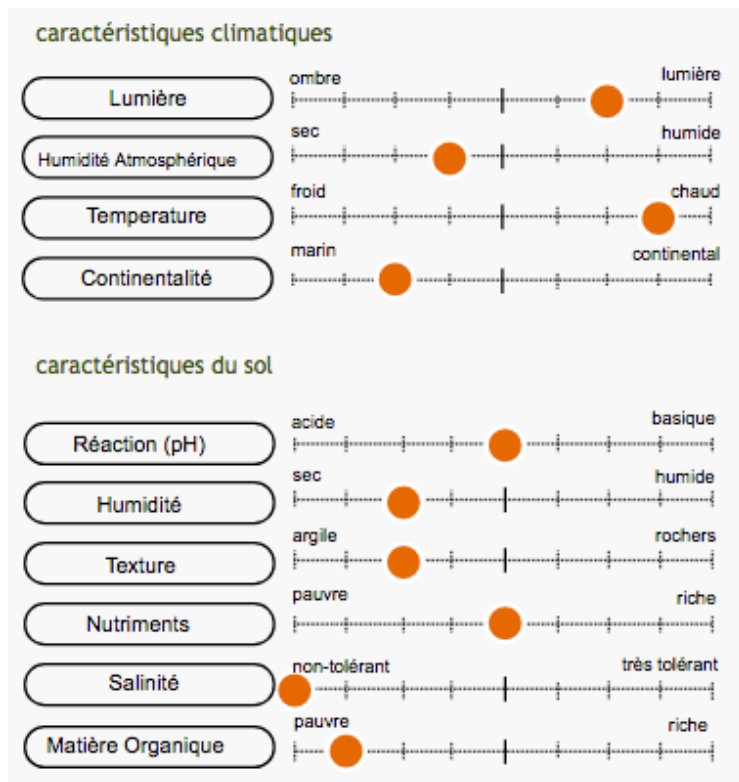 caractéristiques climatiques
ombre lumière
Lumière
sec humide
Humidité Atmosphérique
froid chaud
Temperature
marin continental
Continentalité
caractéristiques du sol
acide basique
Réaction (pH)
sec humide
Humidité
argile rochers
Texture
pauvre riche
Nutriments
non-tolérant très tolérant
Salinité
pauvre riche
Matière Organique